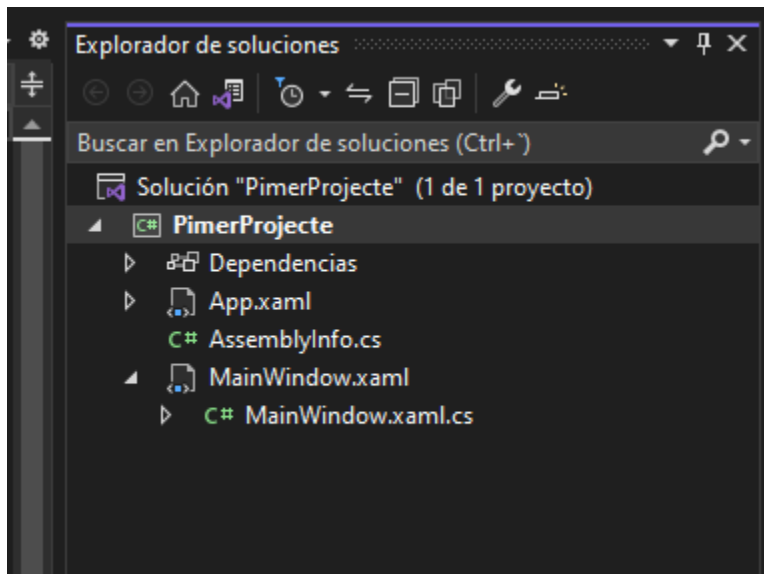 Explorador de soluciones
Buscar en Explorador de soluciones (Ctrl+`)
Solución "PimerProjecte" (1 de 1 proyecto)
C# PimerProjecte
Dependencias
App.xaml
C# AssemblyInfo.cs
MainWindow.xaml
C# MainWindow.xaml.cs